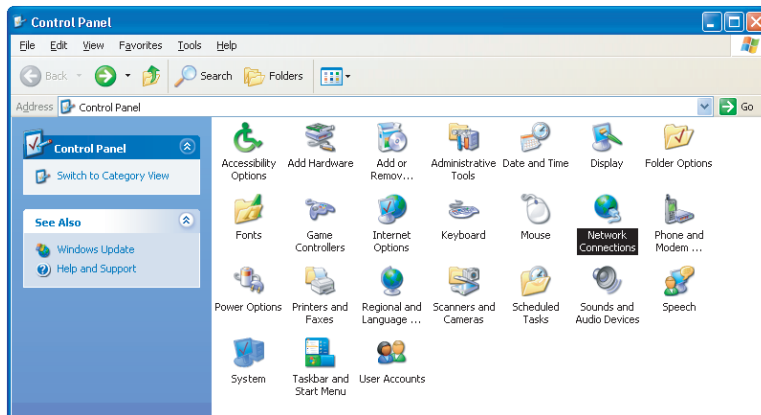 Control Panel
File Edit View Favorites Tools Help
Back Search Folders
Address Control Panel Go
Control Panel
Switch to Category View
See Also
Windows Update
Help and Support
Accessibility Options
Add Hardware
Add or Remov...
Administrative Tools
Date and Time
Display
Folder Options
Fonts
Game Controllers
Internet Options
Keyboard
Mouse
Network Connections
Phone and Modem ...
Power Options
Printers and Faxes
Regional and Language ...
Scanners and Cameras
Scheduled Tasks
Sounds and Audio Devices
Speech
System
Taskbar and Start Menu
User Accounts